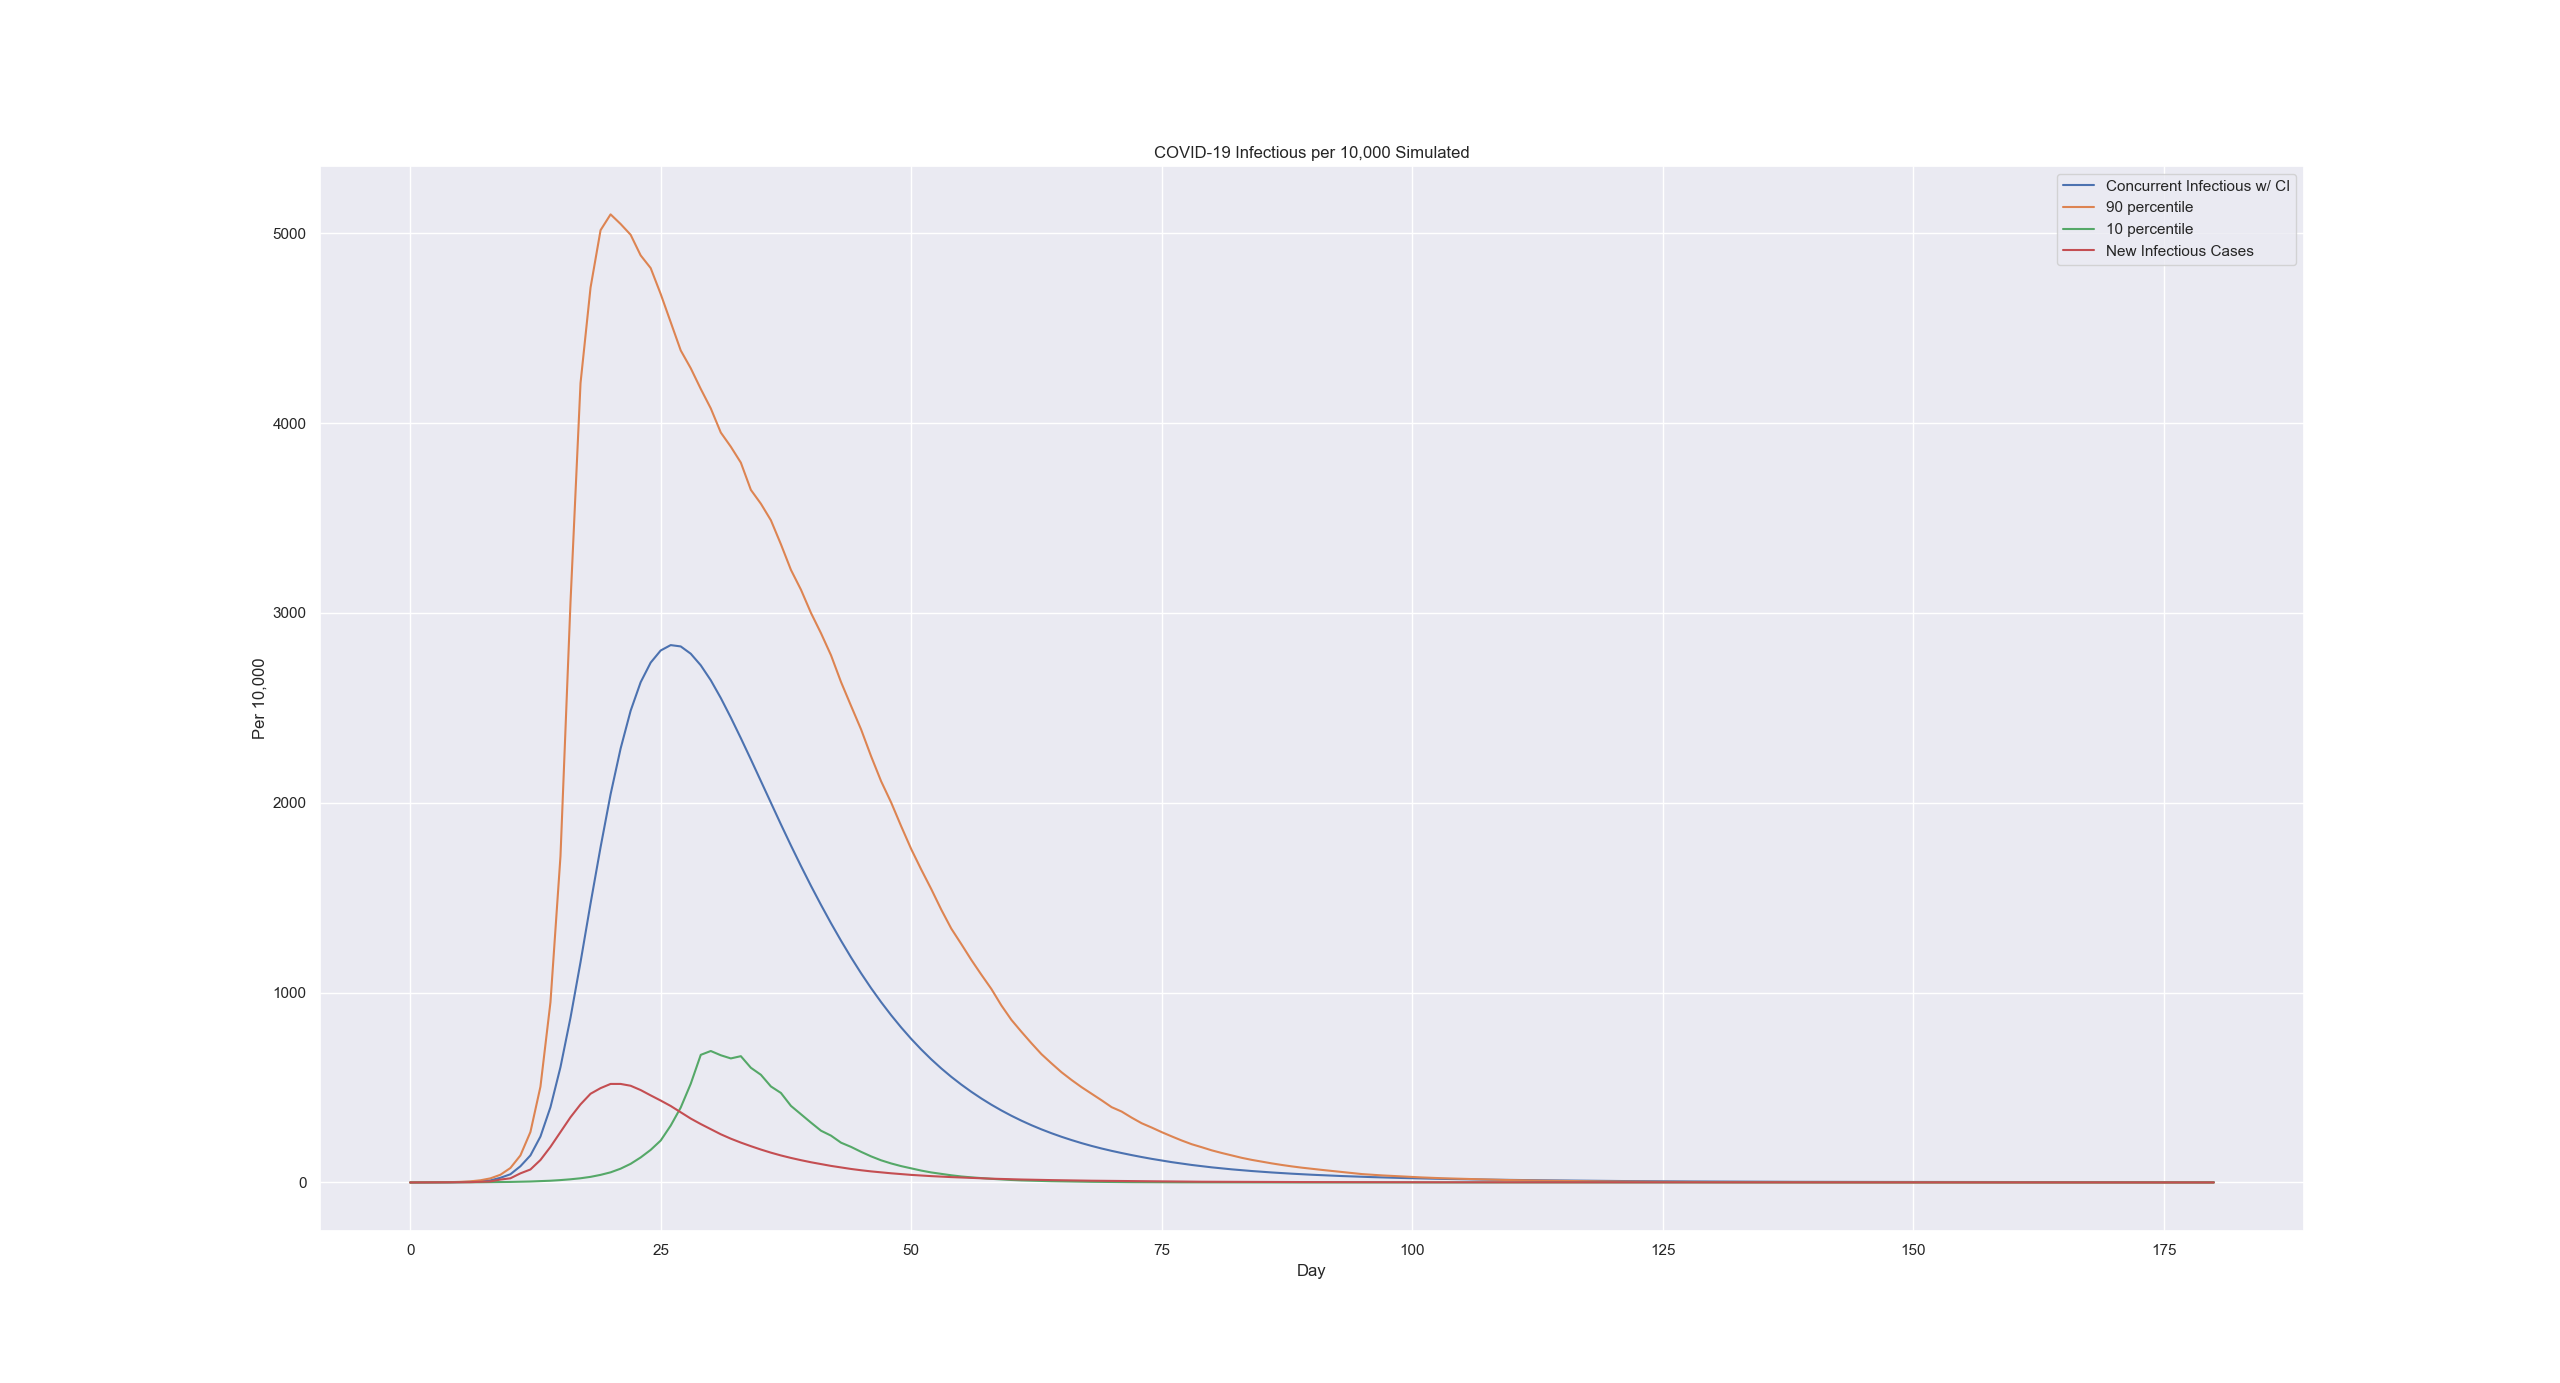 COVID-19 Infectious per 10,000 Simulated
Concurrent Infectious w/ CI
90 percentile
10 percentile
New Infectious Cases
Per 10,000
5000
4000
3000
2000
1000
0
0 25 50 75 100 125 150 175
Day